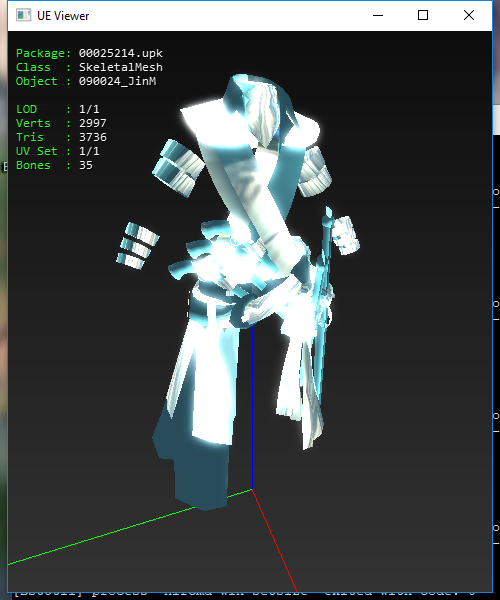 UE Viewer
Package: 00025214.upk
Class : SkeletalMesh
Object : 090024_JinM
LOD : 1/1
Verts : 2997
Tris : 3736
UV Set : 1/1
Bones : 35